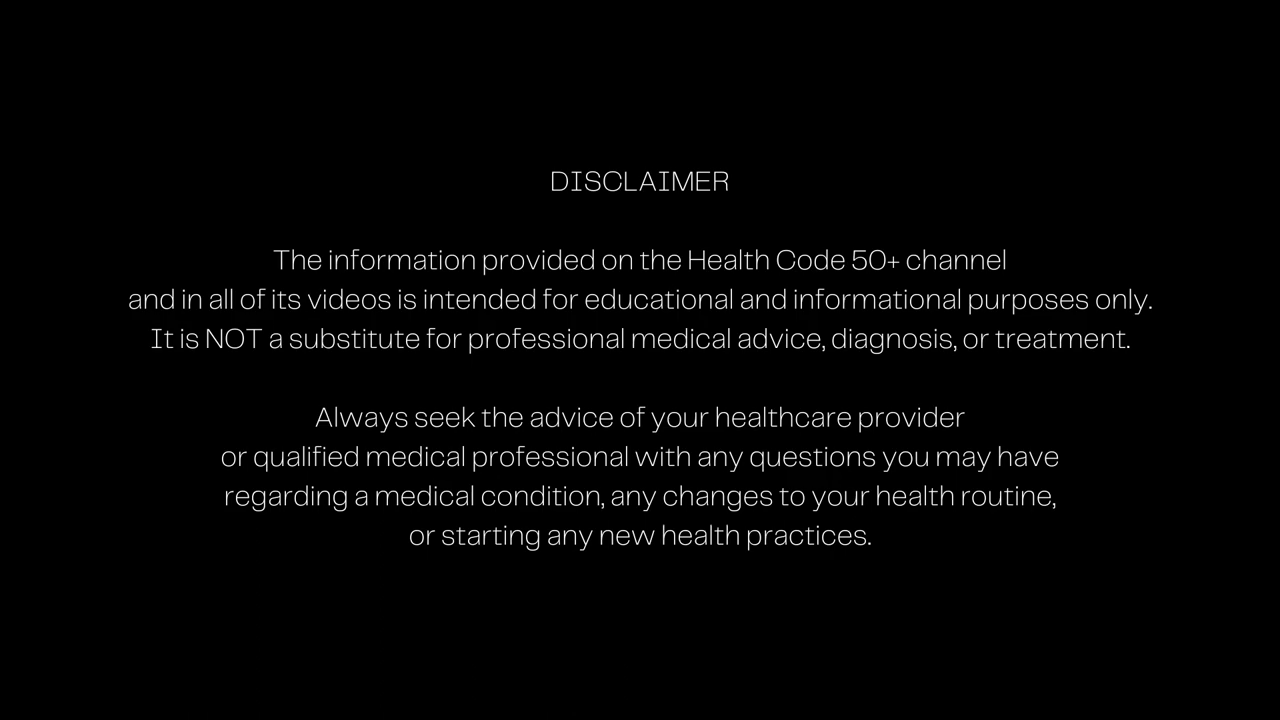 DISCLAIMER
The information provided on the Health Code 50+ channel
and in all of its videos is intended for educational and informational purposes only.
It is NOT a substitute for professional medical advice, diagnosis, or treatment.
Always seek the advice of your healthcare provider
or qualified medical professional with any questions you may have
regarding a medical condition, any changes to your health routine,
or starting any new health practices.